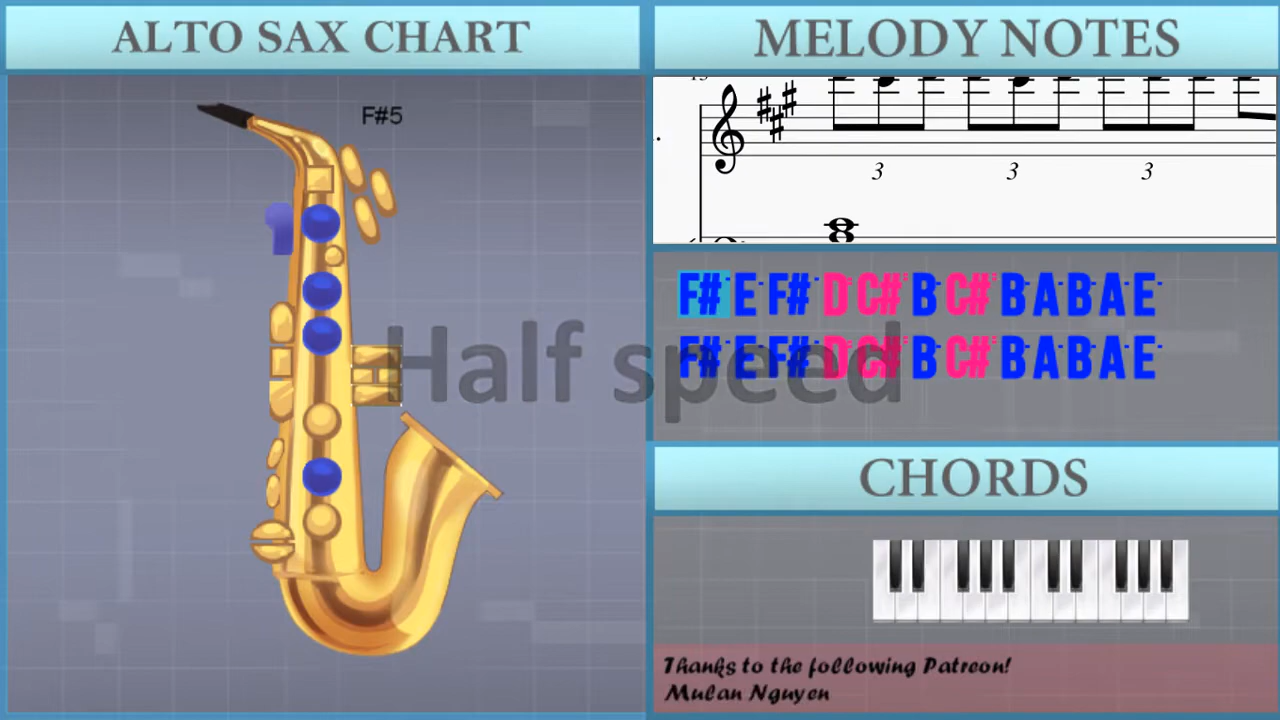 ALTO SAX CHART
MELODY NOTES
F#5
3 3 3
F# E F# D C# B C# B A B A E
F# E F# D C# B C# B A B A E
Half speed
CHORDS
Thanks to the following Patreon!
Mulan Nguyen